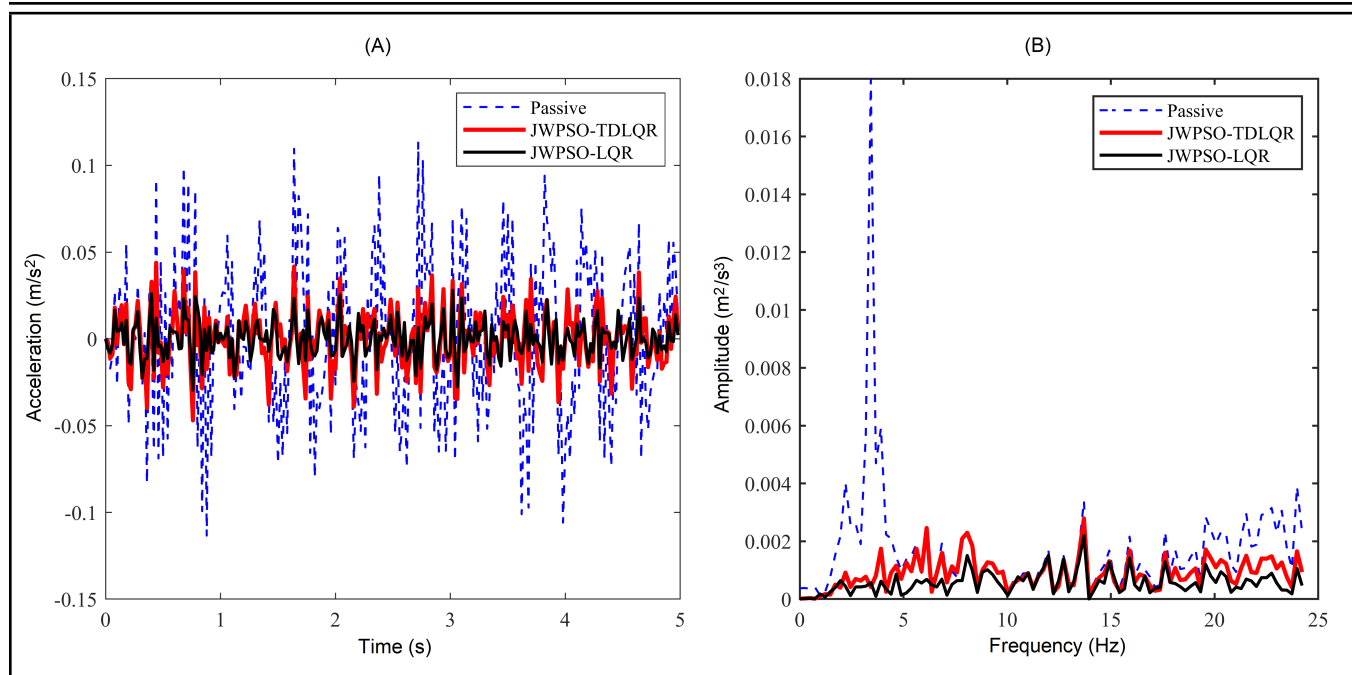 (A)
0.15
0.1
0.05
0
-0.05
-0.1
-0.15
Acceleration (m/s²)
0 1 2 3 4 5
Time (s)
Passive
JWPSO-TDLQR
JWPSO-LQR
(B)
0.018
0.016
0.014
0.012
0.01
0.008
0.006
0.004
0.002
0
Amplitude (m²/s³)
0 5 10 15 20 25
Frequency (Hz)
Passive
JWPSO-TDLQR
JWPSO-LQR